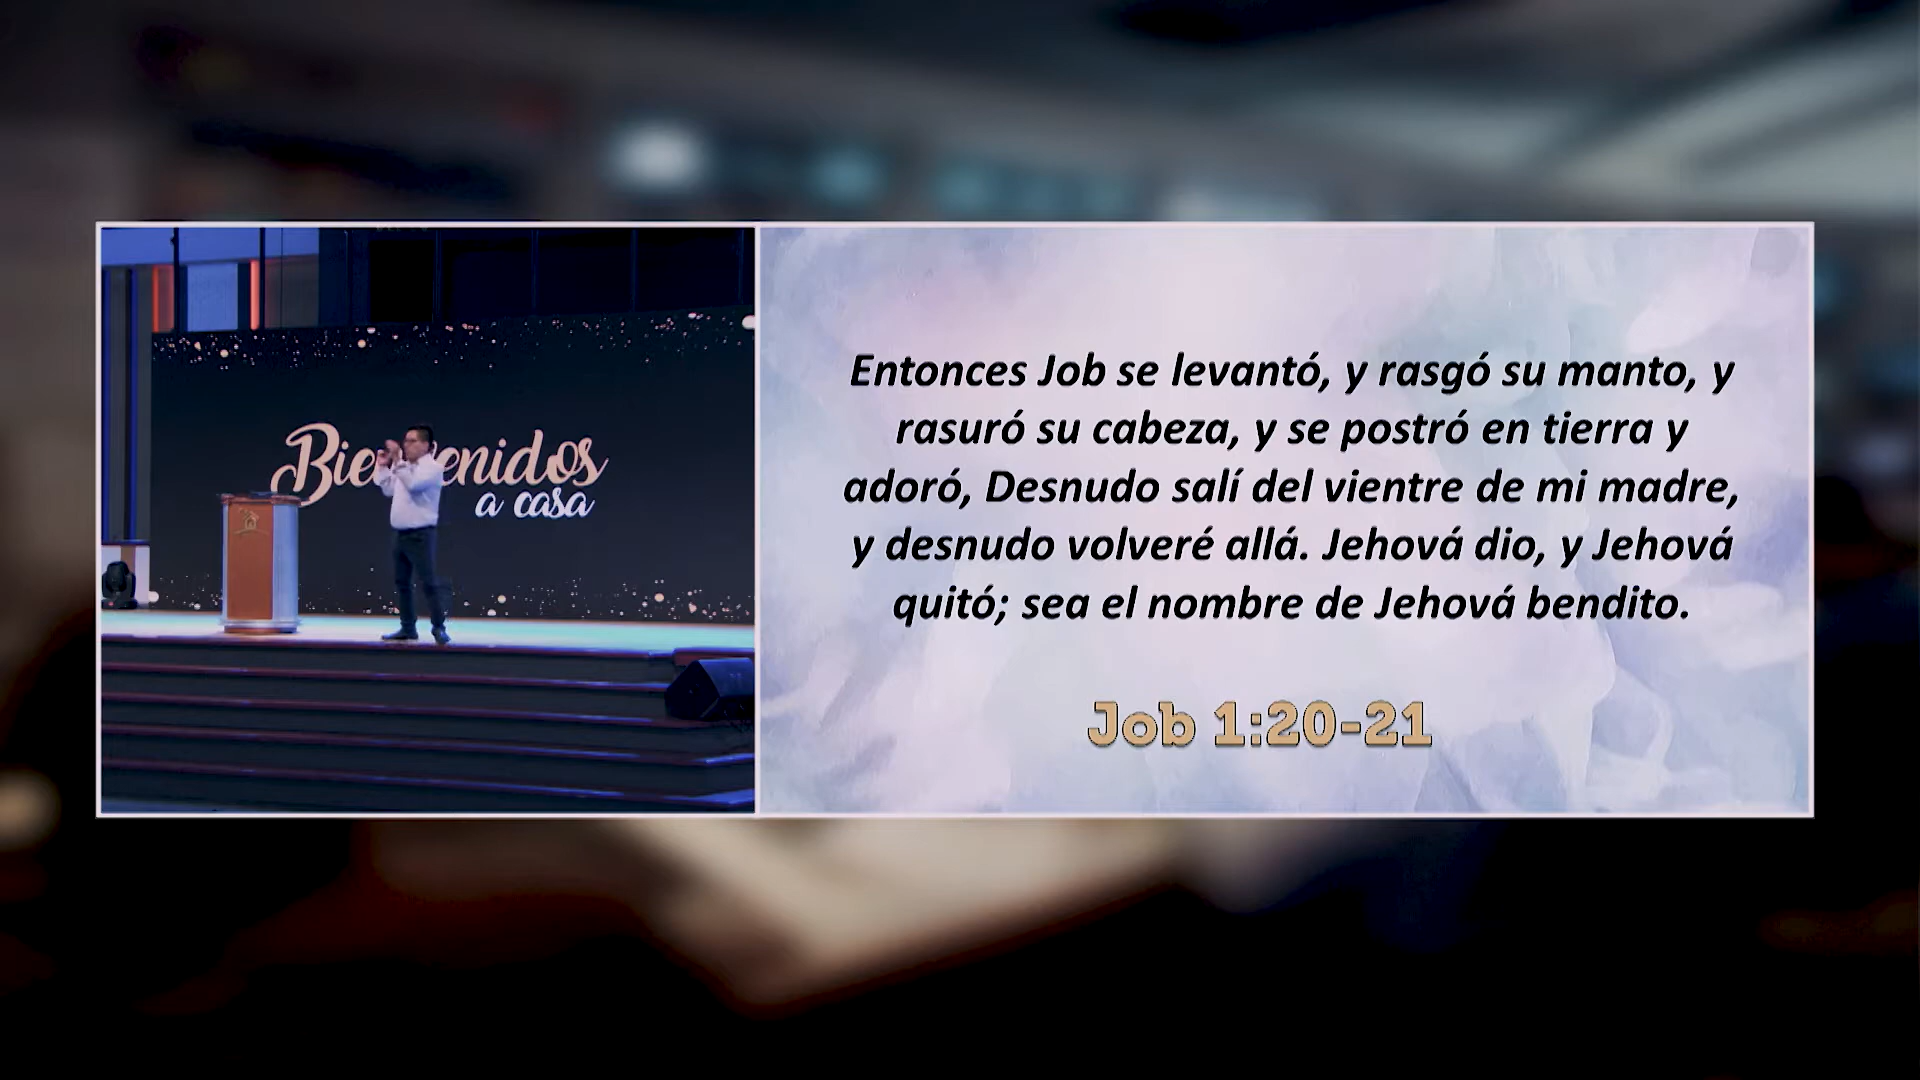 Bienvenidos
a casa
Entonces Job se levantó, y rasgó su manto, y
rasuró su cabeza, y se postró en tierra y
adoró, Desnudo salí del vientre de mi madre,
y desnudo volveré allá. Jehová dio, y Jehová
quitó; sea el nombre de Jehová bendito.
Job 1:20-21